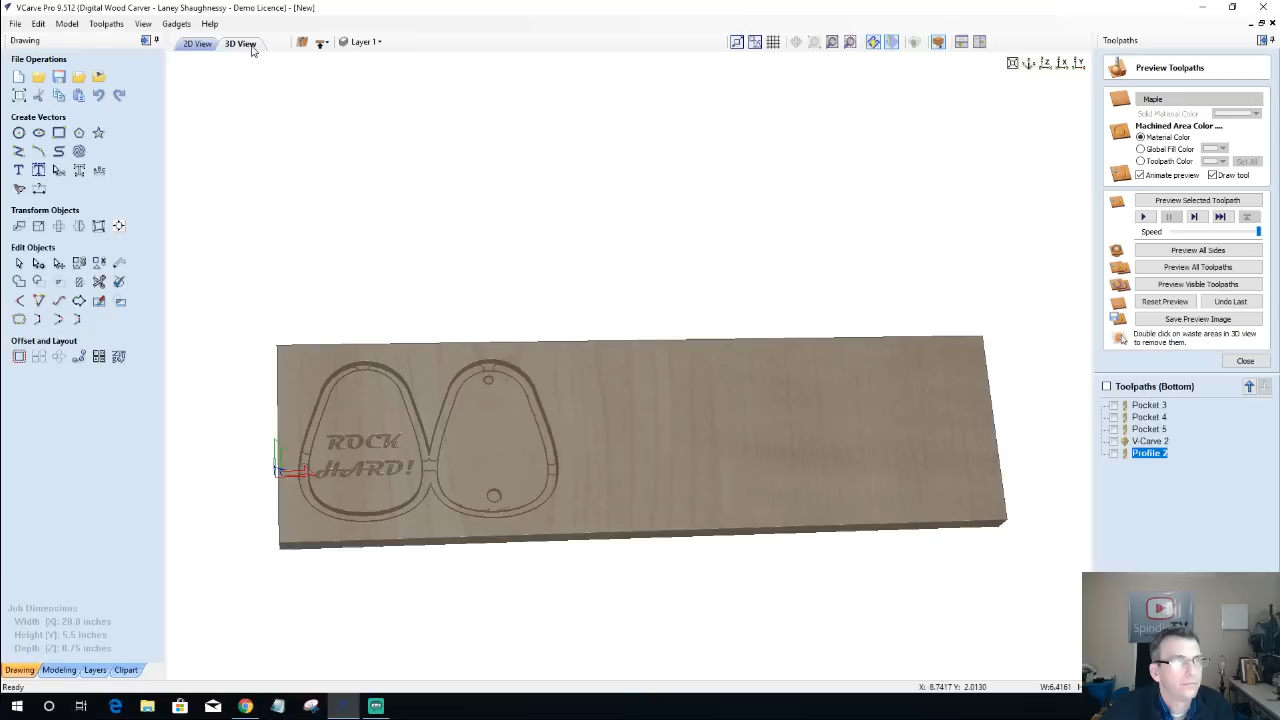 VCarve Pro 9.512 {Digital Wood Carver - Laney Shaughnessy - Demo Licence} - [New]
File Edit Model Toolpaths View Gadgets Help
Drawing
2D View 3D View Layer 1
Toolpaths
File Operations
Create Vectors
Transform Objects
Edit Objects
Offset and Layout
Job Dimensions
Width (X): 20.0 inches
Height (Y): 5.5 inches
Depth (Z): 0.75 inches
Drawing Modeling Layers Clipart
Ready
ROCK
HARD!
Preview Toolpaths
Maple
Solid Material Color
Machined Area Color ....
Material Color
Global Fill Color
Toolpath Color Set All
Animate preview Draw tool
Preview Selected Toolpath
Speed
Preview All Sides
Preview All Toolpaths
Preview Visible Toolpaths
Reset Preview Undo Last
Save Preview Image
Double click on waste areas in 3D view
to remove them.
Close
Toolpaths (Bottom)
Pocket 3
Pocket 4
Pocket 5
V-Carve 2
Profile 2
X: 8.7417 Y: 2.0130 W:6.4161